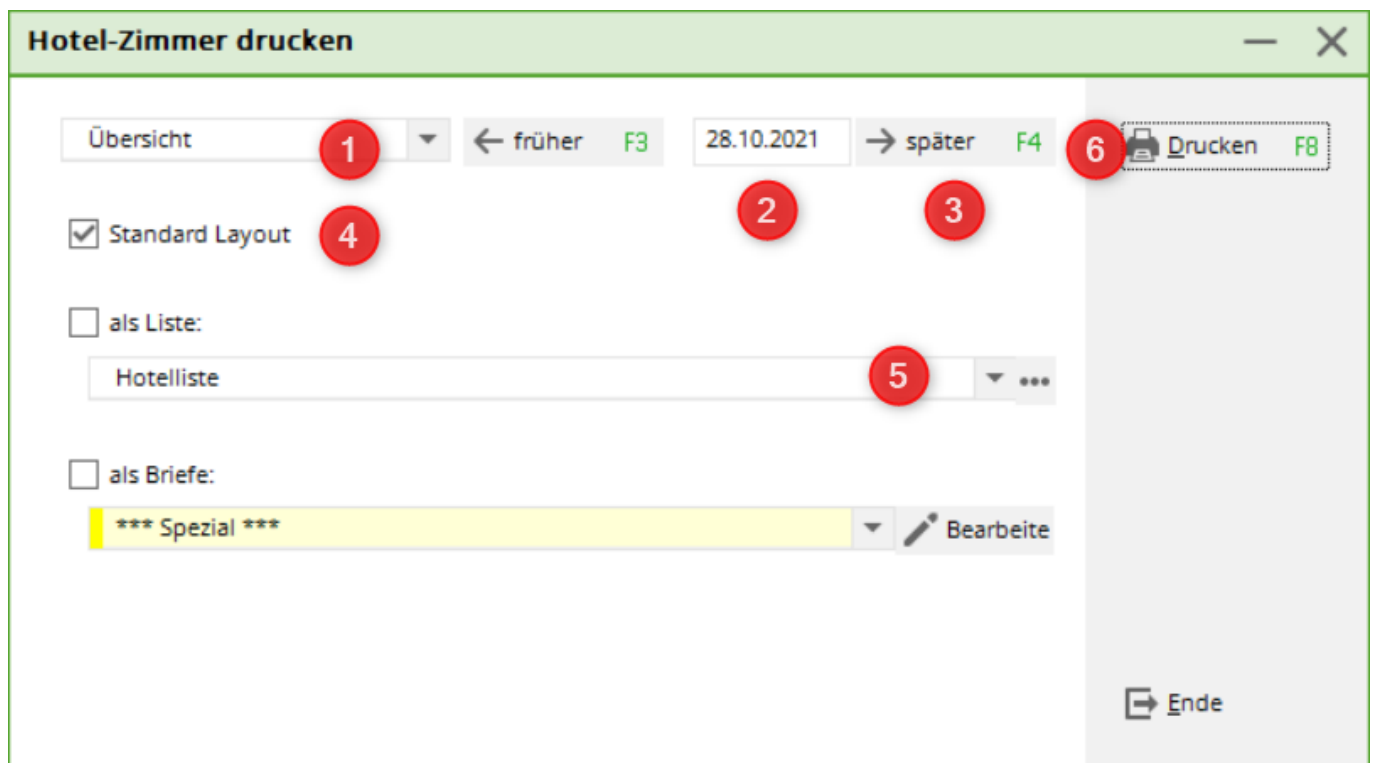 Hotel-Zimmer drucken
Übersicht 1 früher F3 28.10.2021 später F4 6 Drucken F8
2 3
Standard Layout 4
als Liste:
Hotelliste 5
als Briefe:
*** Spezial *** Bearbeite
Ende